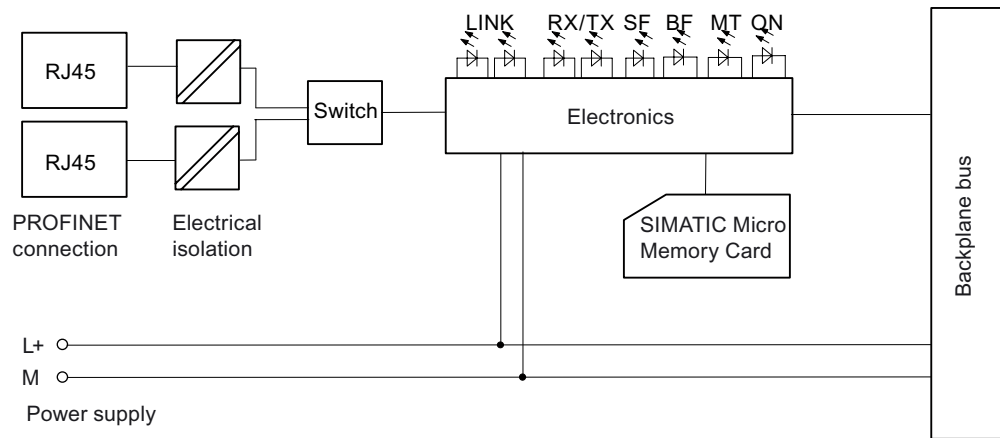 LINK RX/TX SF BF MT ON
RJ45
Switch
Electronics
RJ45
PROFINET
connection
Electrical
isolation
SIMATIC Micro
Memory Card
Backplane bus
L+
M
Power supply